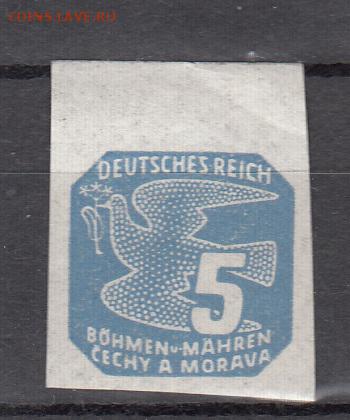 COINS.LAVE.RU
DEUTSCHES REICH
5
BÖHMEN u. MÄHREN
ČECHY A MORAVA